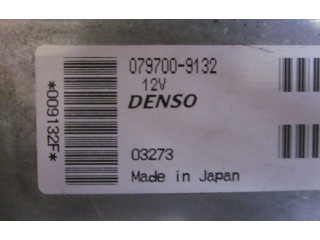 079700-9132
12V
DENSO
03273
Made in Japan
*009132F*